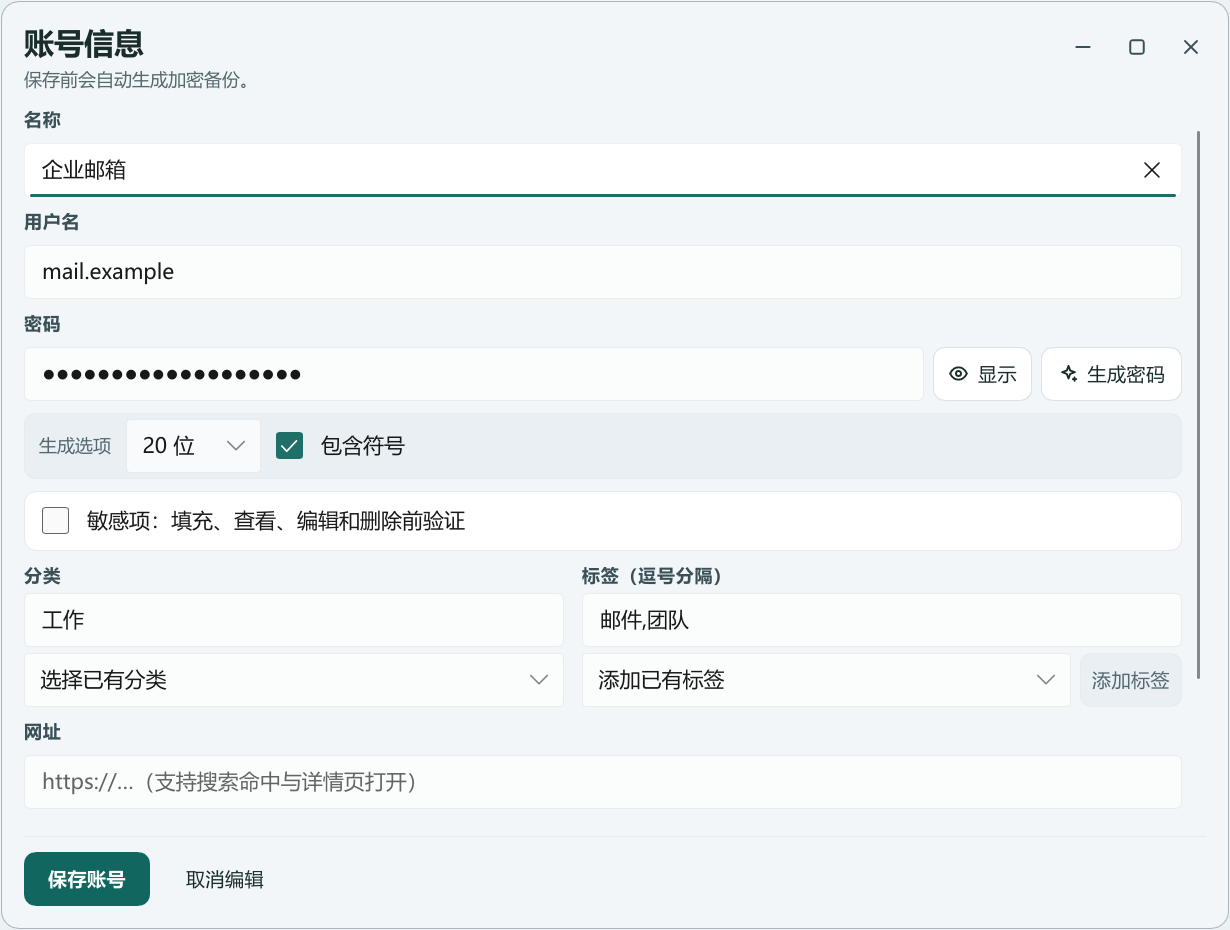 账号信息
保存前会自动生成加密备份。
名称
企业邮箱
用户名
mail.example
密码
●●●●●●●●●●●●●●●●●●●
显示
生成密码
生成选项
20 位
包含符号
敏感项：填充、查看、编辑和删除前验证
分类
标签（逗号分隔）
工作
邮件,团队
选择已有分类
添加已有标签
添加标签
网址
https://...（支持搜索命中与详情页打开）
保存账号
取消编辑